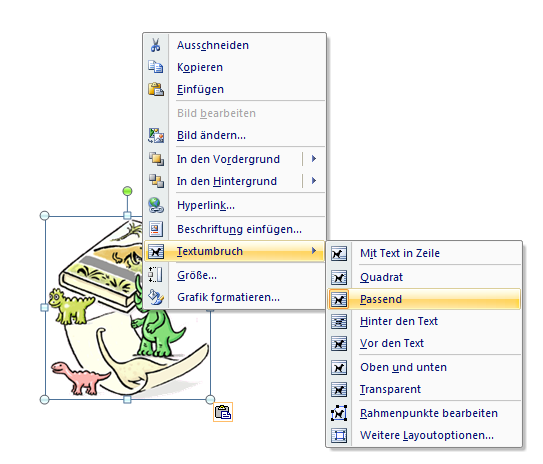 Ausschneiden
Kopieren
Einfügen
Bild bearbeiten
Bild ändern...
In den Vordergrund
In den Hintergrund
Hyperlink...
Beschriftung einfügen...
Textumbruch
Größe...
Grafik formatieren...
Mit Text in Zeile
Quadrat
Passend
Hinter den Text
Vor den Text
Oben und unten
Transparent
Rahmenpunkte bearbeiten
Weitere Layoutoptionen...